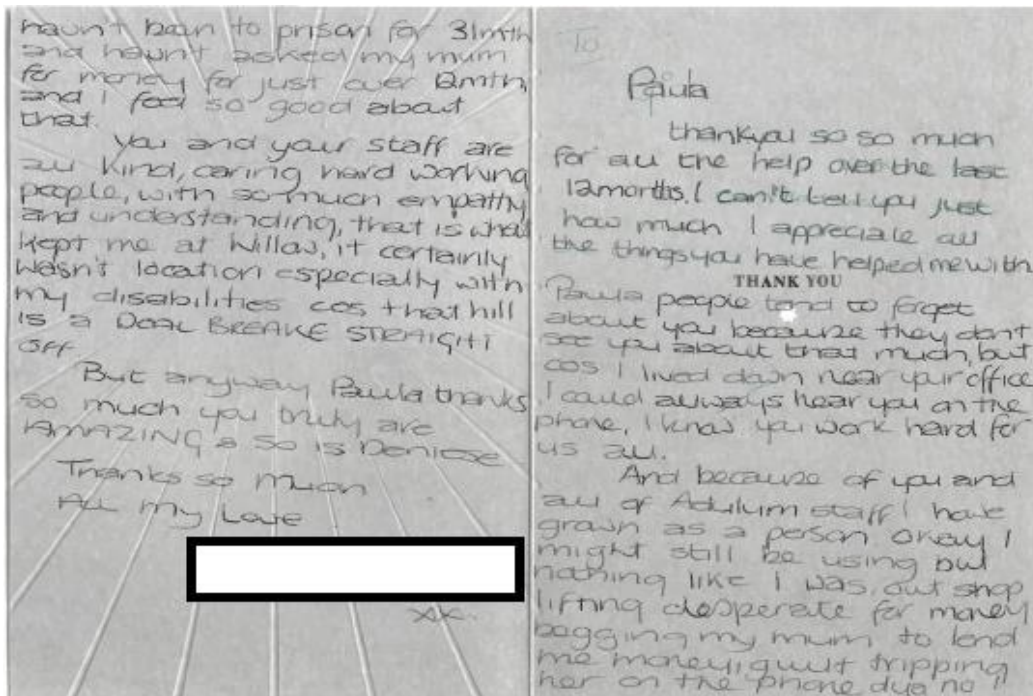 To
Paula
thankyou so so much
for all the help over the last
12months. I can't tell you just
how much I appreciate all
the things you have helped me with
THANK YOU
Paula people tend to forget
about you because they don't
see you about that much, but
cos I lived down near your office
I could always hear you on the
phone, I know you work hard for
us all.
And because of you and
all of Adullum staff I have
grown as a person okay I
might still be using but
nothing like I was, out shop
lifting desperate for money
begging my mum to lend
me money, guilt tripping
her on the phone due no I
havn't been to prison for 31mth
and havn't asked my mum
for money for just over 12mth
and I feel so good about
that.
You and your staff are
all kind, caring hard working
people, with so much empathy
and understanding, that is what
kept me at Willow, it certainly
wasn't location especially with
my disabilities cos that hill
is a DEAL BREAKE STRAIGHT
OFF
But anyway Paula thanks
so much you truly are
AMAZING & so is Denise
Thanks so much
All my Love
xx.